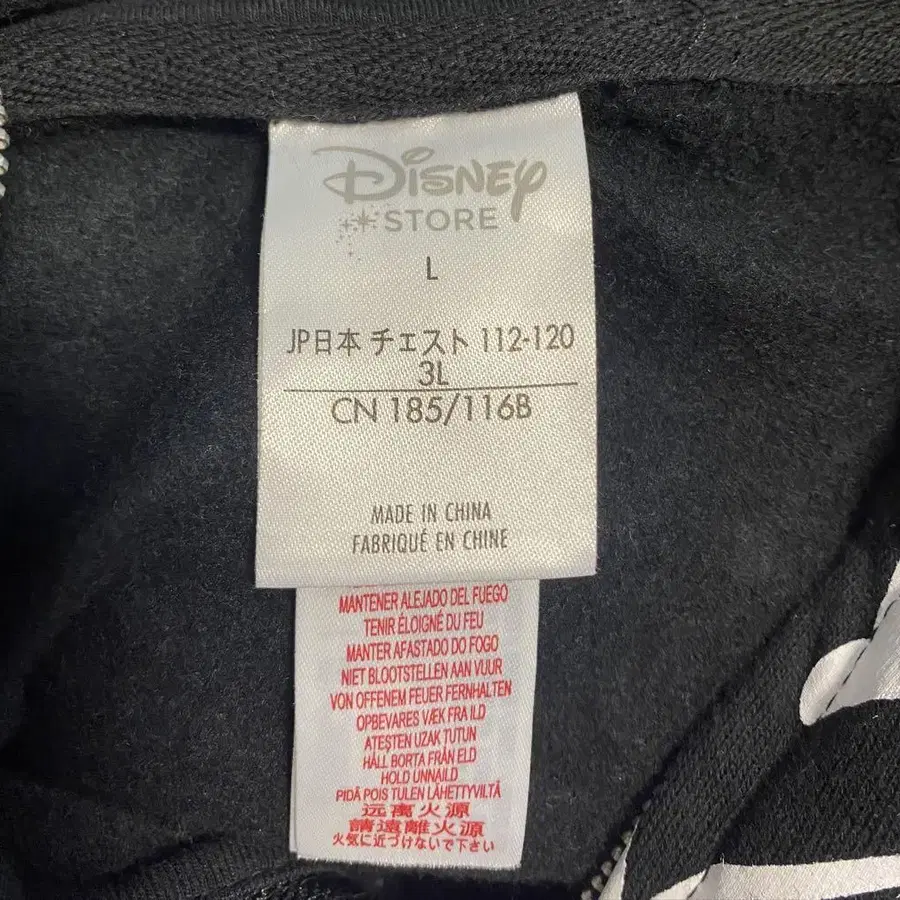 Disney
STORE
L
JP日本 チェスト 112-120
3L
CN 185/116B
MADE IN CHINA
FABRIQUÉ EN CHINE
MANTENER ALEJADO DEL FUEGO
TENIR ÉLOIGNÉ DU FEU
MANTER AFASTADO DO FOGO
NIET BLOOTSTELLEN AAN VUUR
VON OFFENEM FEUER FERNHALTEN
OPBEVARES VÆK FRA ILD
ATEŞTEN UZAK TUTUN
HÅLL BORTA FRÅN ELD
HOLD UNNAILD
PIDÄ POIS TULEN LÄHETTYVILTÄ
远离火源
請遠離火源
火気に近づけないで下さい